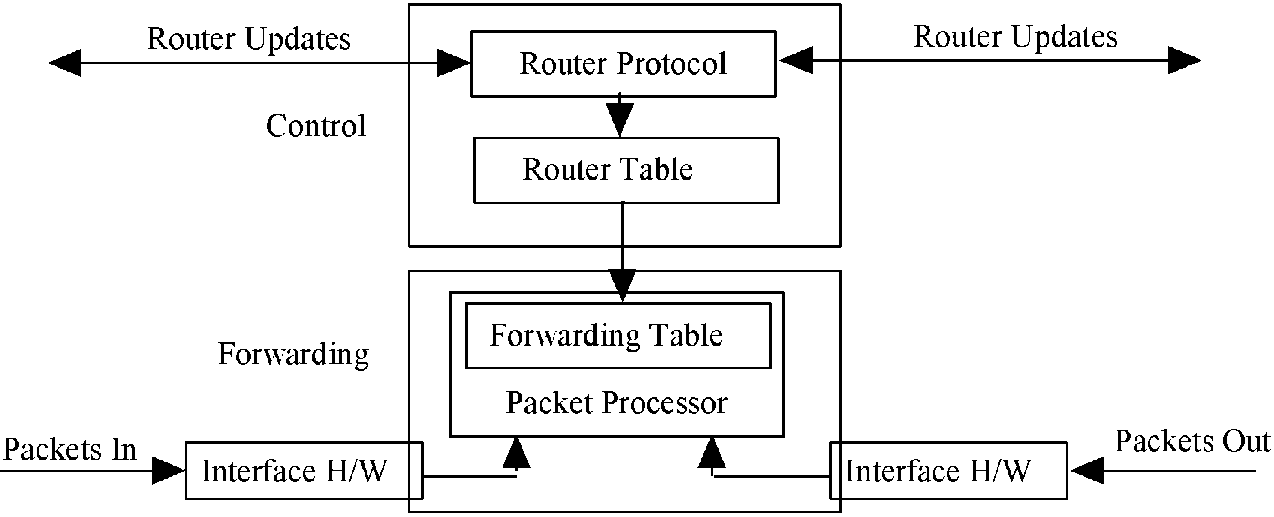 Router Updates
Router Updates
Router Protocol
Control
Router Table
Forwarding Table
Forwarding
Packet Processor
Packets In
Packets Out
Interface H/W
Interface H/W